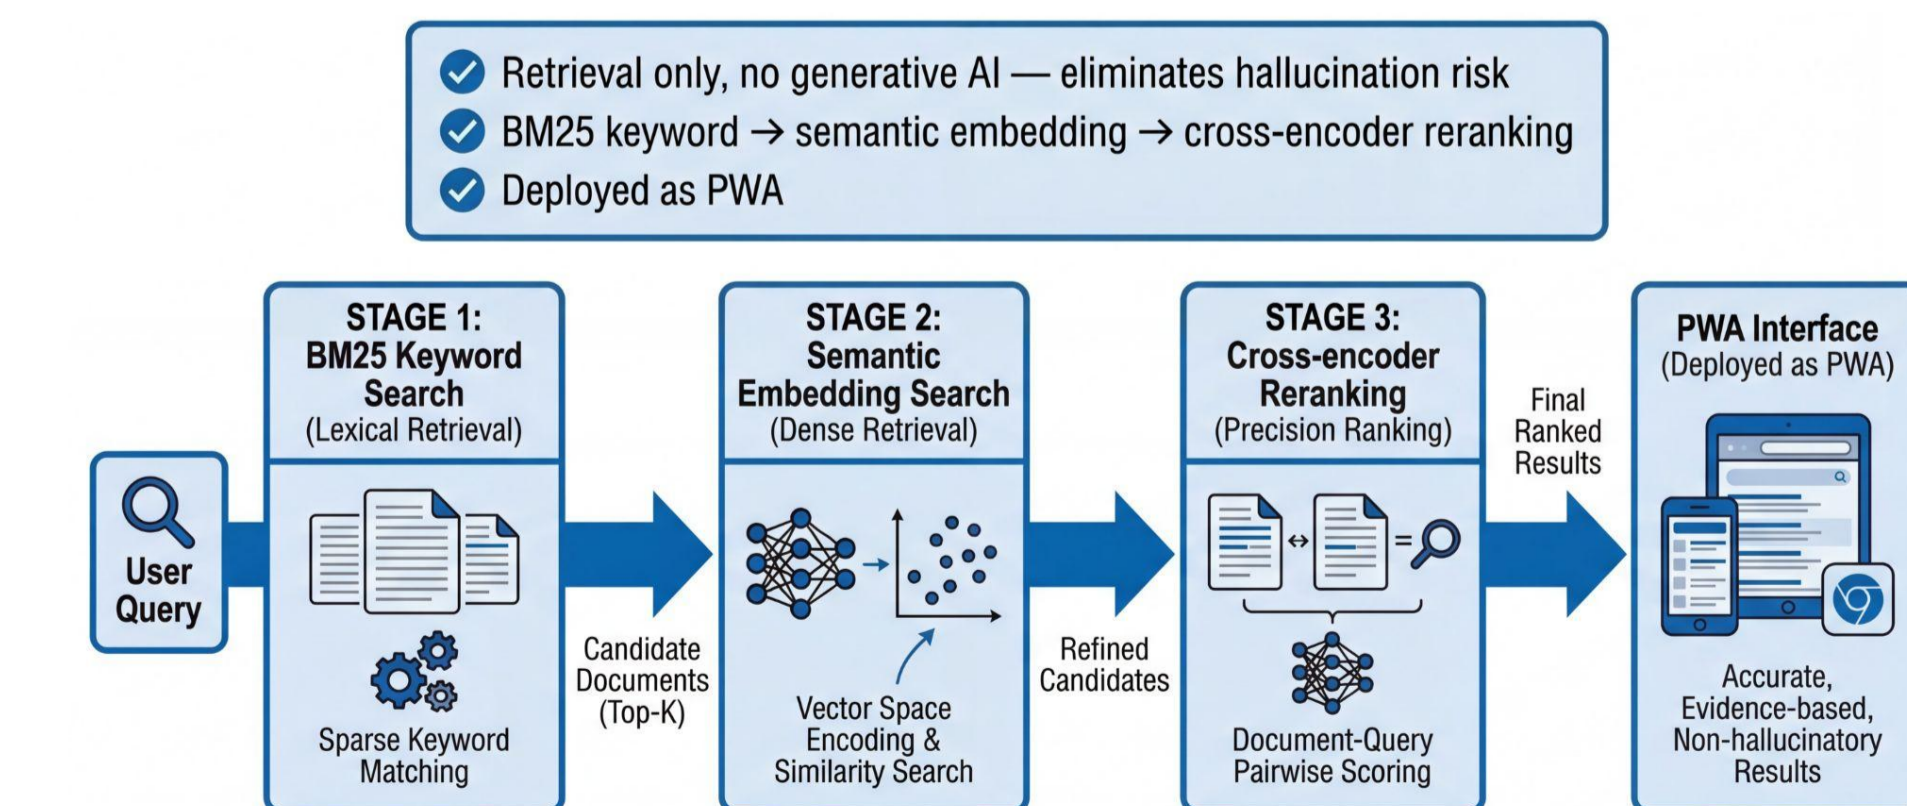 Retrieval only, no generative AI — eliminates hallucination risk
BM25 keyword → semantic embedding → cross-encoder reranking
Deployed as PWA
User
Query
STAGE 1:
BM25 Keyword
Search
(Lexical Retrieval)
Sparse Keyword
Matching
Candidate
Documents
(Top-K)
STAGE 2:
Semantic
Embedding Search
(Dense Retrieval)
Vector Space
Encoding &
Similarity Search
Refined
Candidates
STAGE 3:
Cross-encoder
Reranking
(Precision Ranking)
=
Document-Query
Pairwise Scoring
Final
Ranked
Results
PWA Interface
(Deployed as PWA)
Accurate,
Evidence-based,
Non-hallucinatory
Results